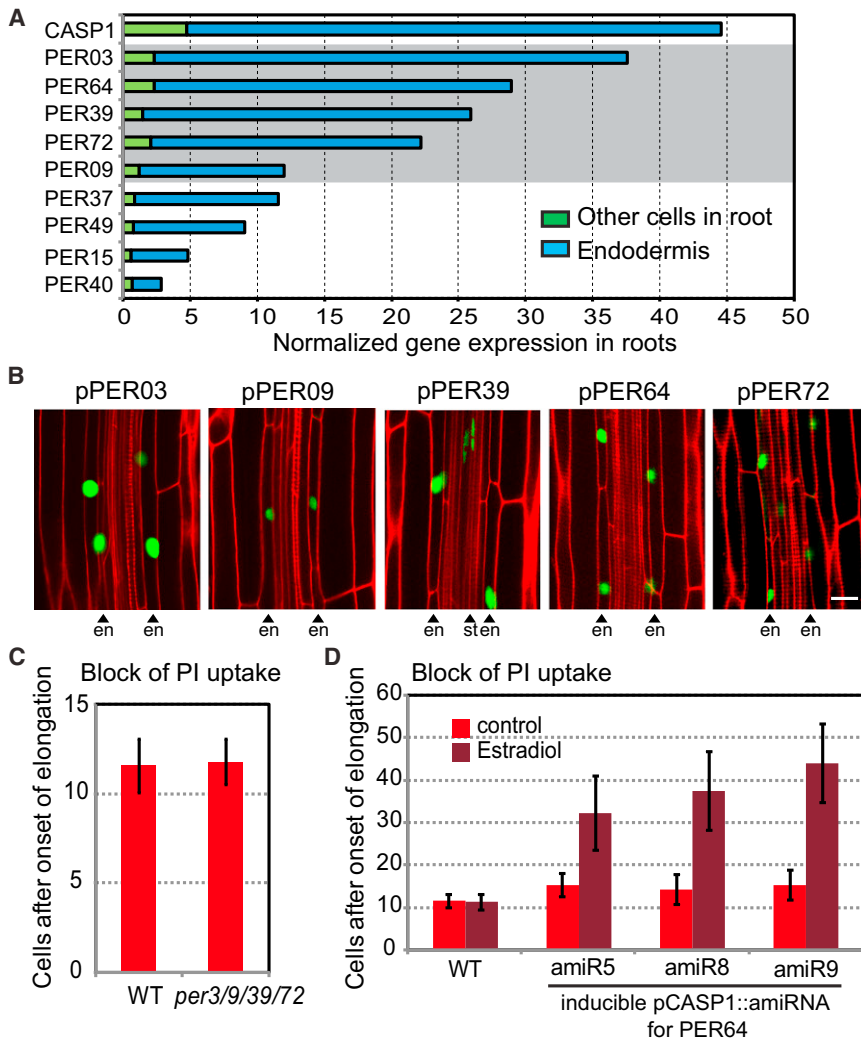 A
CASP1
PER03
PER64
PER39
PER72
PER09
PER37
PER49
PER15
PER40
Other cells in root
Endodermis
0 5 10 15 20 25 30 35 40 45 50
Normalized gene expression in roots
B
pPER03 pPER09 pPER39 pPER64 pPER72
en en en en en st en en en en en
C
Block of PI uptake
Cells after onset of elongation
15
10
5
0
WT per3/9/39/72
D
Block of PI uptake
Cells after onset of elongation
60
50
40
30
20
10
0
control
Estradiol
WT amiR5 amiR8 amiR9
inducible pCASP1::amiRNA
for PER64